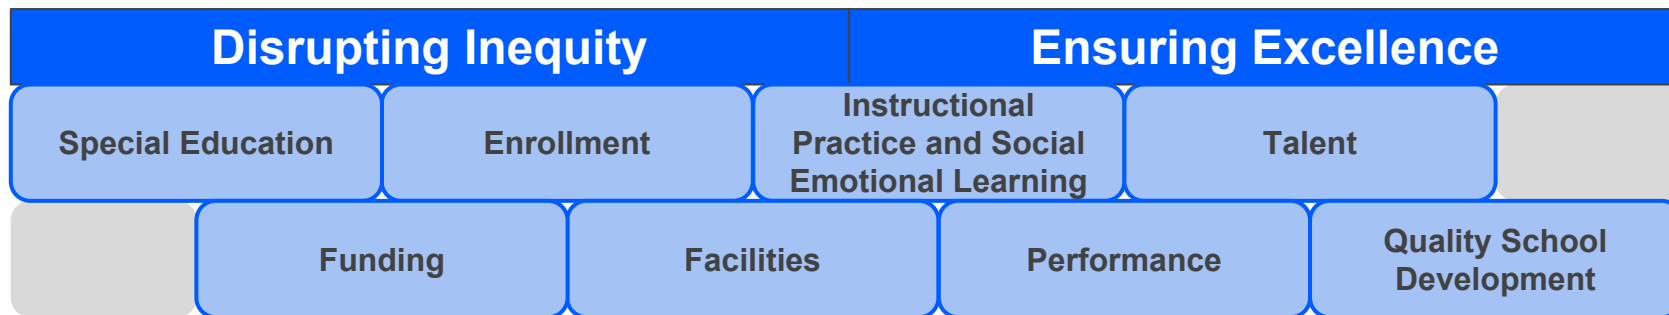 Disrupting Inequity
Ensuring Excellence
Special Education
Enrollment
Instructional
Practice and Social
Emotional Learning
Talent
Funding
Facilities
Performance
Quality School
Development